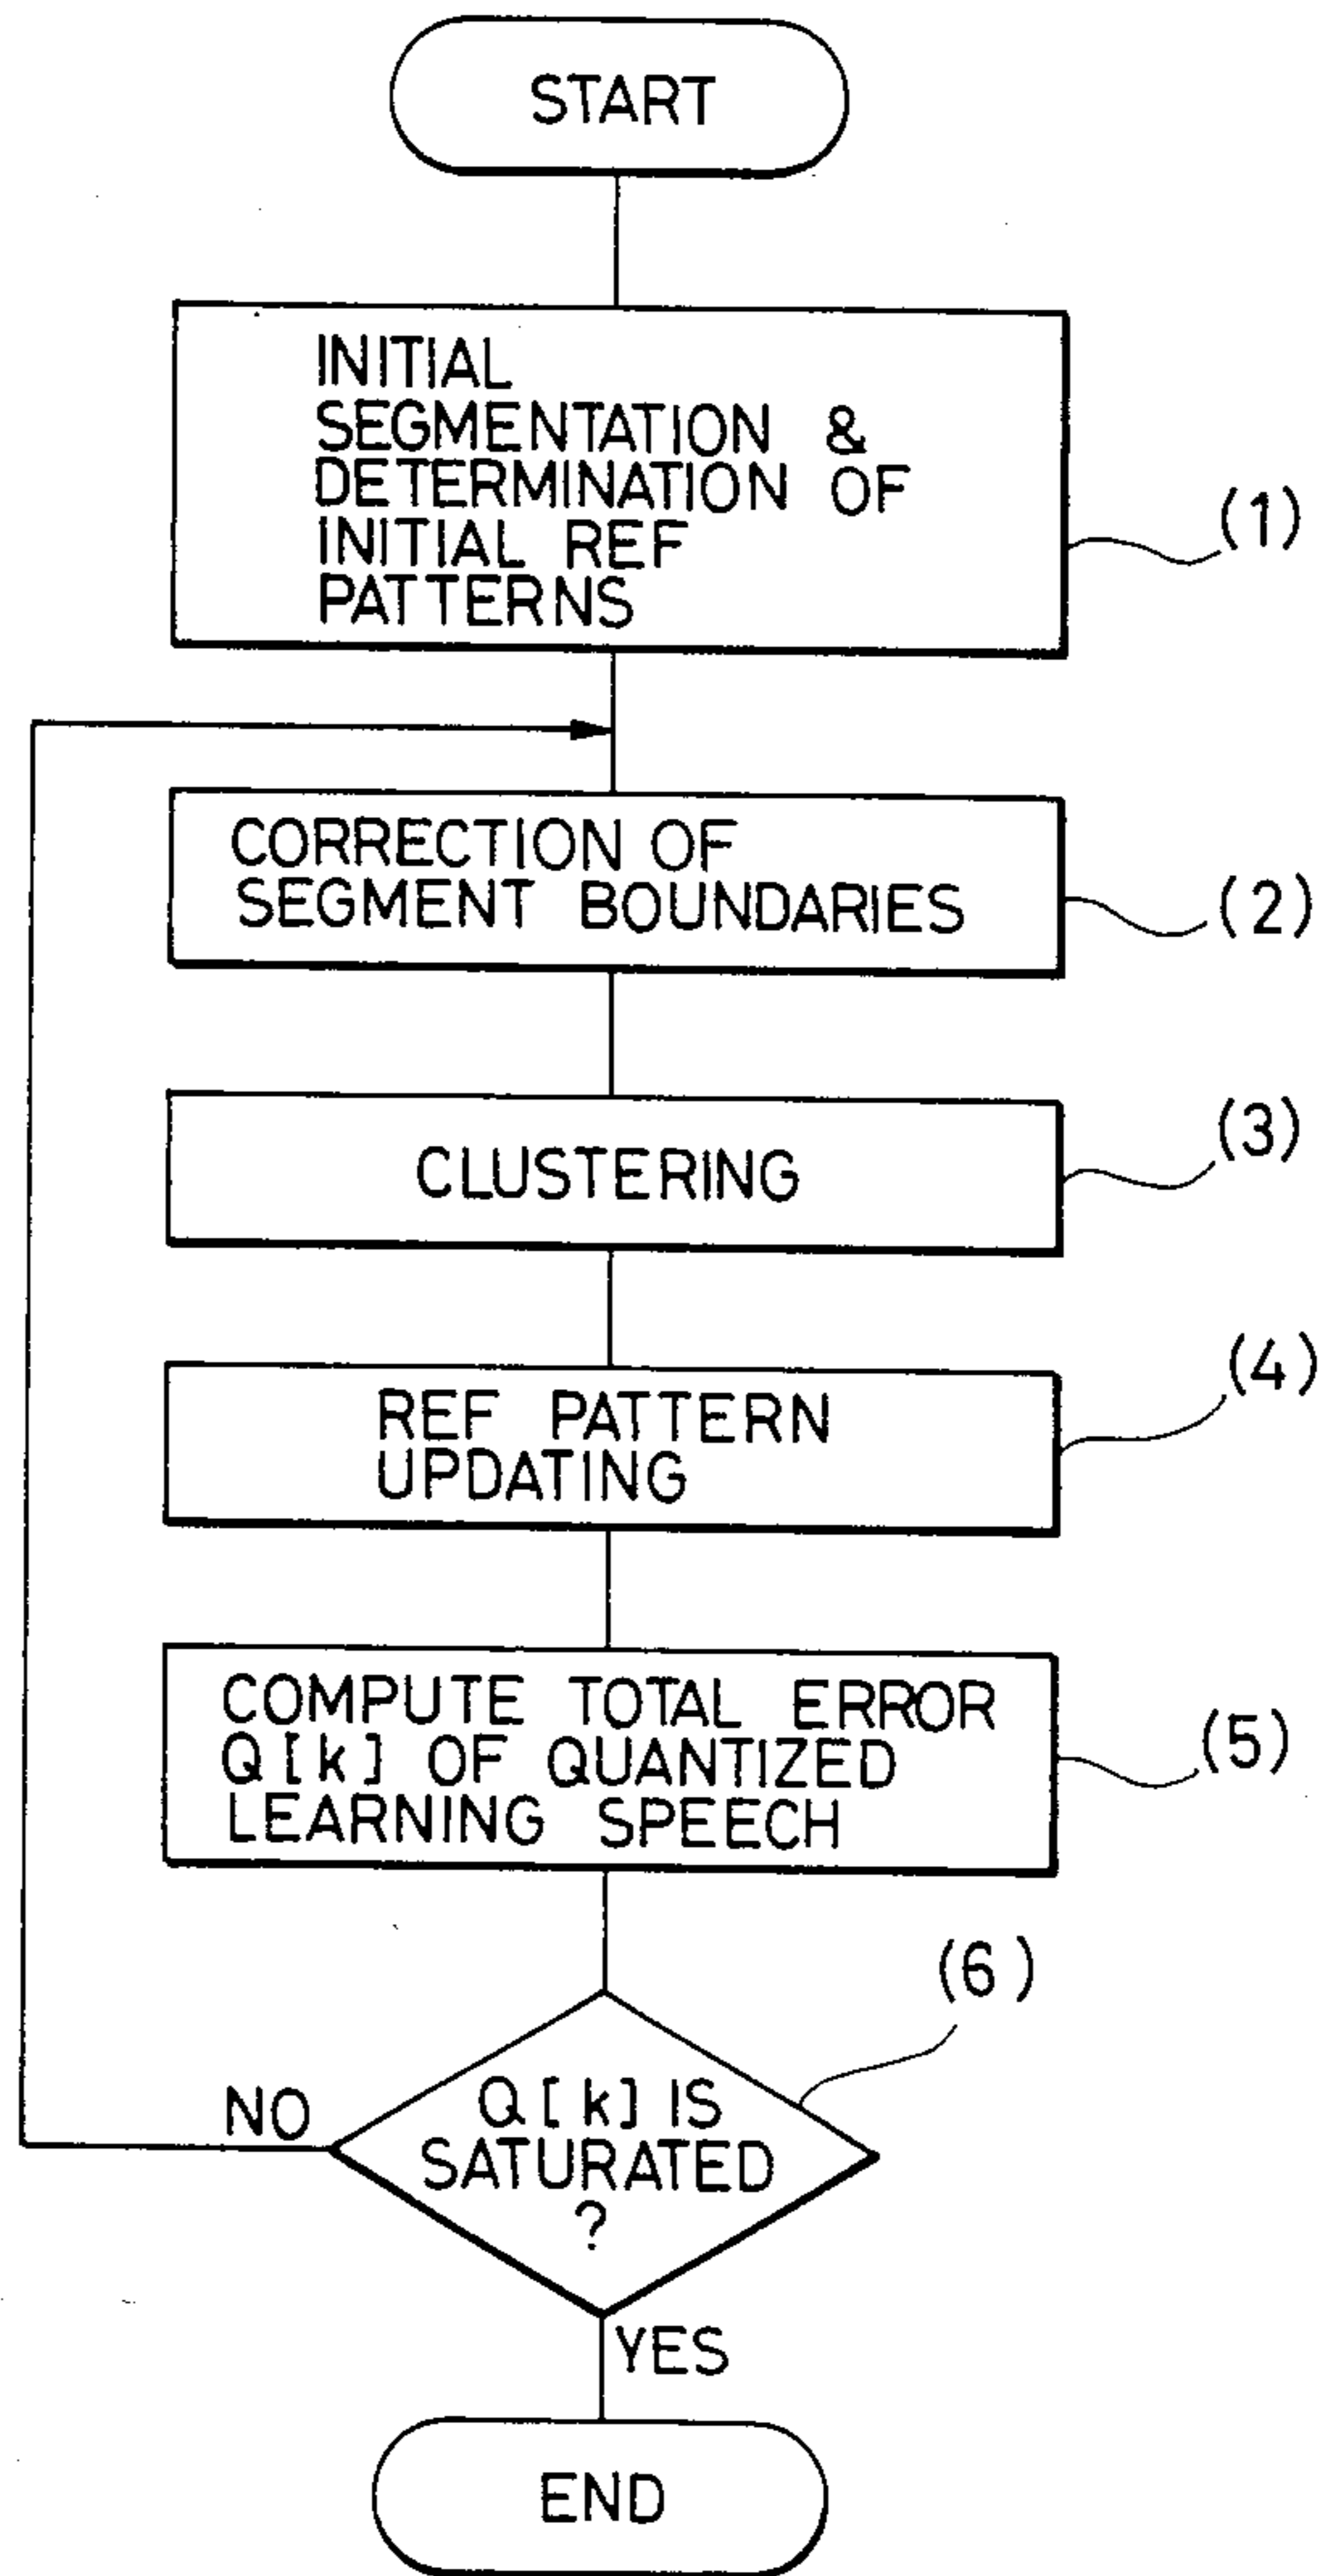 START
INITIAL
SEGMENTATION &
DETERMINATION OF
INITIAL REF
PATTERNS
(1)
CORRECTION OF
SEGMENT BOUNDARIES
(2)
CLUSTERING
(3)
REF PATTERN
UPDATING
(4)
COMPUTE TOTAL ERROR
Q[k] OF QUANTIZED
LEARNING SPEECH
(5)
(6)
Q[k] IS
SATURATED
?
NO
YES
END